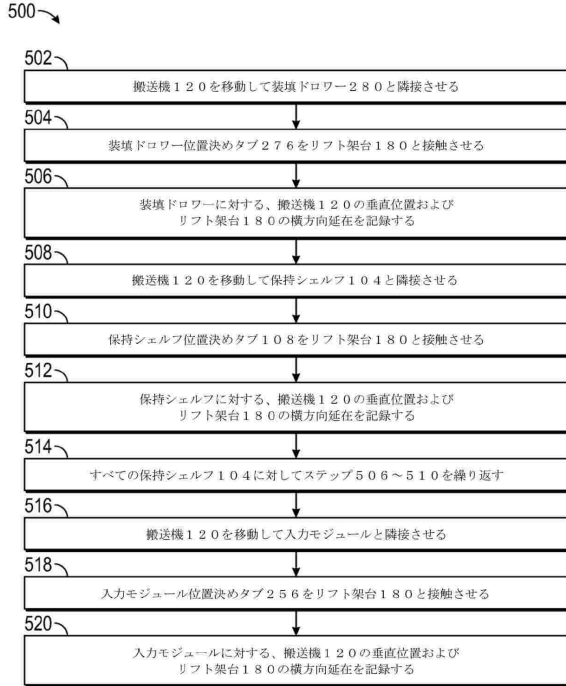 500
502
搬送機１２０を移動して装填ドロワー２８０と隣接させる
504
装填ドロワー位置決めタブ２７６をリフト架台１８０と接触させる
506
装填ドロワーに対する、搬送機１２０の垂直位置および
リフト架台１８０の横方向延在を記録する
508
搬送機１２０を移動して保持シェルフ１０４と隣接させる
510
保持シェルフ位置決めタブ１０８をリフト架台１８０と接触させる
512
保持シェルフに対する、搬送機１２０の垂直位置および
リフト架台１８０の横方向延在を記録する
514
すべての保持シェルフ１０４に対してステップ５０６～５１０を繰り返す
516
搬送機１２０を移動して入力モジュールと隣接させる
518
入力モジュール位置決めタブ２５６をリフト架台１８０と接触させる
520
入力モジュールに対する、搬送機１２０の垂直位置および
リフト架台１８０の横方向延在を記録する